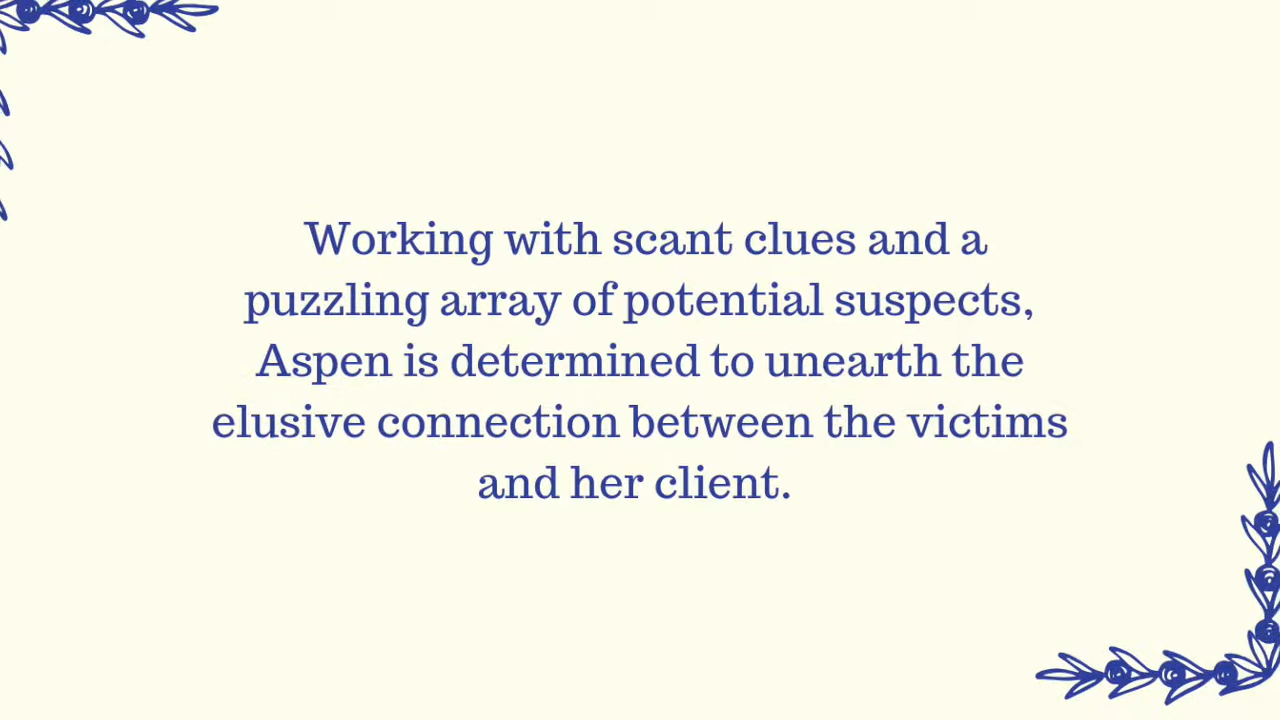 Working with scant clues and a
puzzling array of potential suspects,
Aspen is determined to unearth the
elusive connection between the victims
and her client.